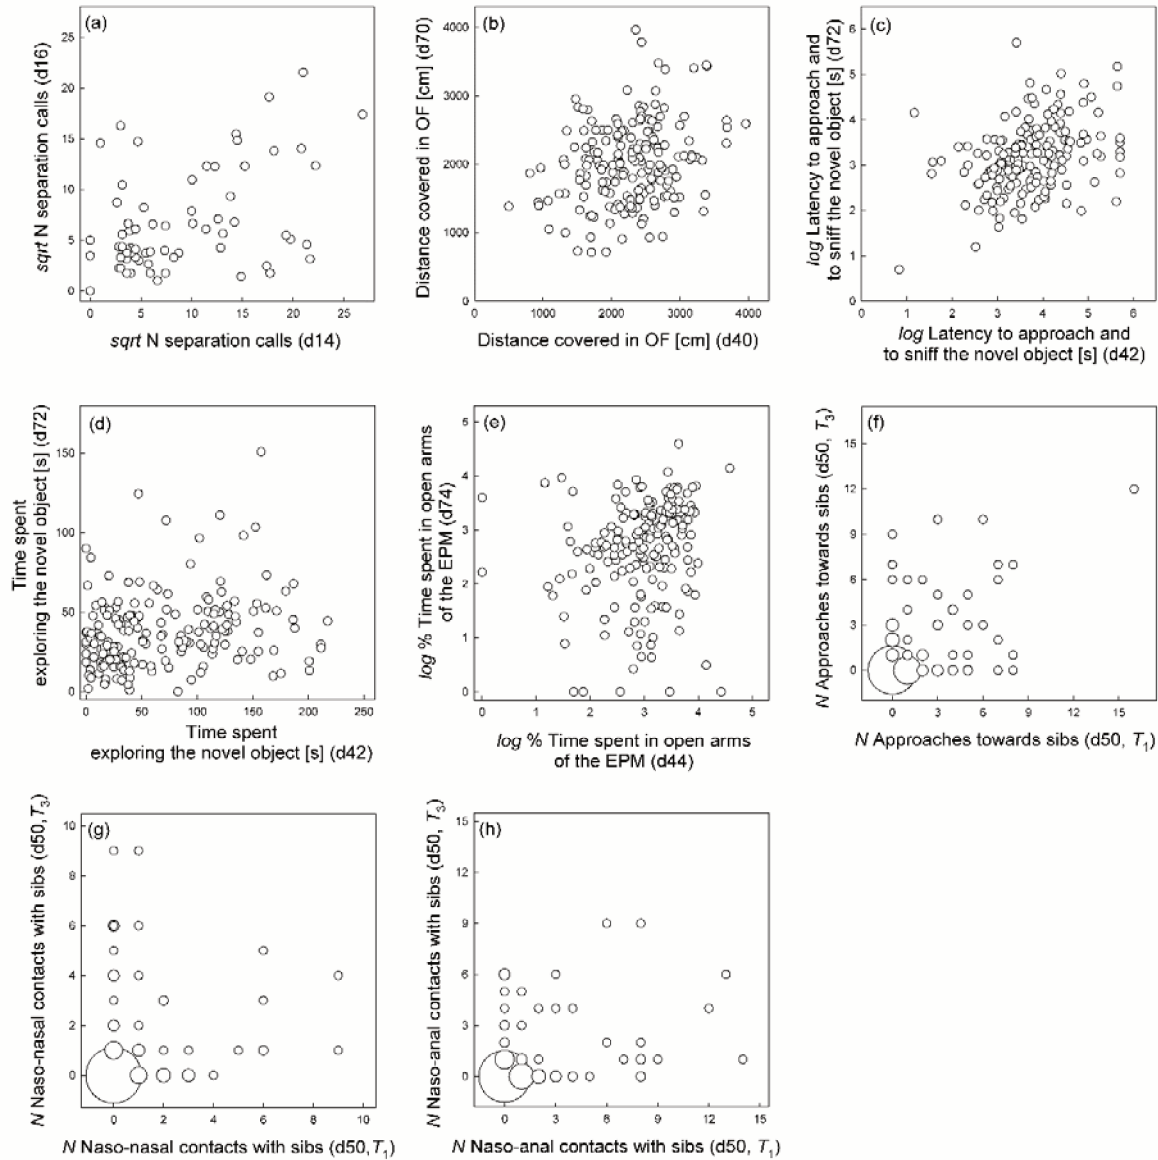 (a)
25
20
15
10
5
0
sqrt N separation calls (d16)
0 5 10 15 20 25
sqrt N separation calls (d14)
(b)
4000
3000
2000
1000
0
Distance covered in OF [cm] (d70)
0 1000 2000 3000 4000
Distance covered in OF [cm] (d40)
(c)
6
5
4
3
2
1
0
log Latency to approach and
to sniff the novel object [s] (d72)
0 1 2 3 4 5 6
log Latency to approach and
to sniff the novel object [s] (d42)
(d)
150
100
50
0
Time spent
exploring the novel object [s] (d72)
0 50 100 150 200 250
Time spent
exploring the novel object [s] (d42)
(e)
5
4
3
2
1
0
log % Time spent in open arms
of the EPM (d74)
0 1 2 3 4 5
log % Time spent in open arms
of the EPM (d44)
(f)
15
12
9
6
3
0
N Approaches towards sibs (d50, T3)
0 3 6 9 12 15
N Approaches towards sibs (d50, T1)
(g)
10
8
6
4
2
0
N Naso-nasal contacts with sibs (d50,T3)
0 2 4 6 8 10
N Naso-nasal contacts with sibs (d50,T1)
(h)
15
12
9
6
3
0
N Naso-anal contacts with sibs (d50, T3)
0 3 6 9 12 15
N Naso-anal contacts with sibs (d50, T1)